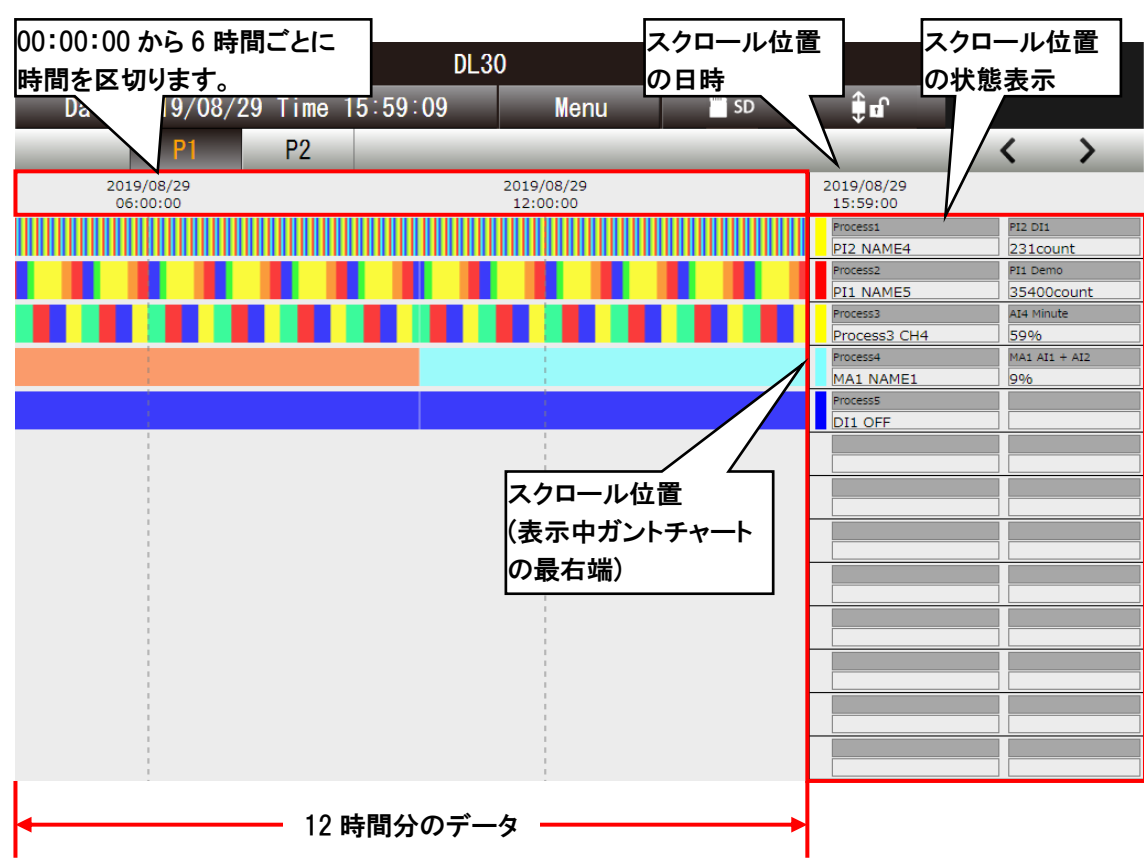 00:00:00 から 6 時間ごとに
時間を区切ります。
スクロール位置
の日時
スクロール位置
の状態表示
DL30
Da 9/08/29 Time 15:59:09 Menu SD
P1 P2
2019/08/29
06:00:00
2019/08/29
12:00:00
2019/08/29
15:59:00
Process1 PI2 DI1
PI2 NAME4 231count
Process2 PI1 Demo
PI1 NAME5 35400count
Process3 AI4 Minute
Process3 CH4 59%
Process4 MA1 AI1 + AI2
MA1 NAME1 9%
Process5
DI1 OFF
スクロール位置
(表示中ガントチャート
の最右端)
12 時間分のデータ